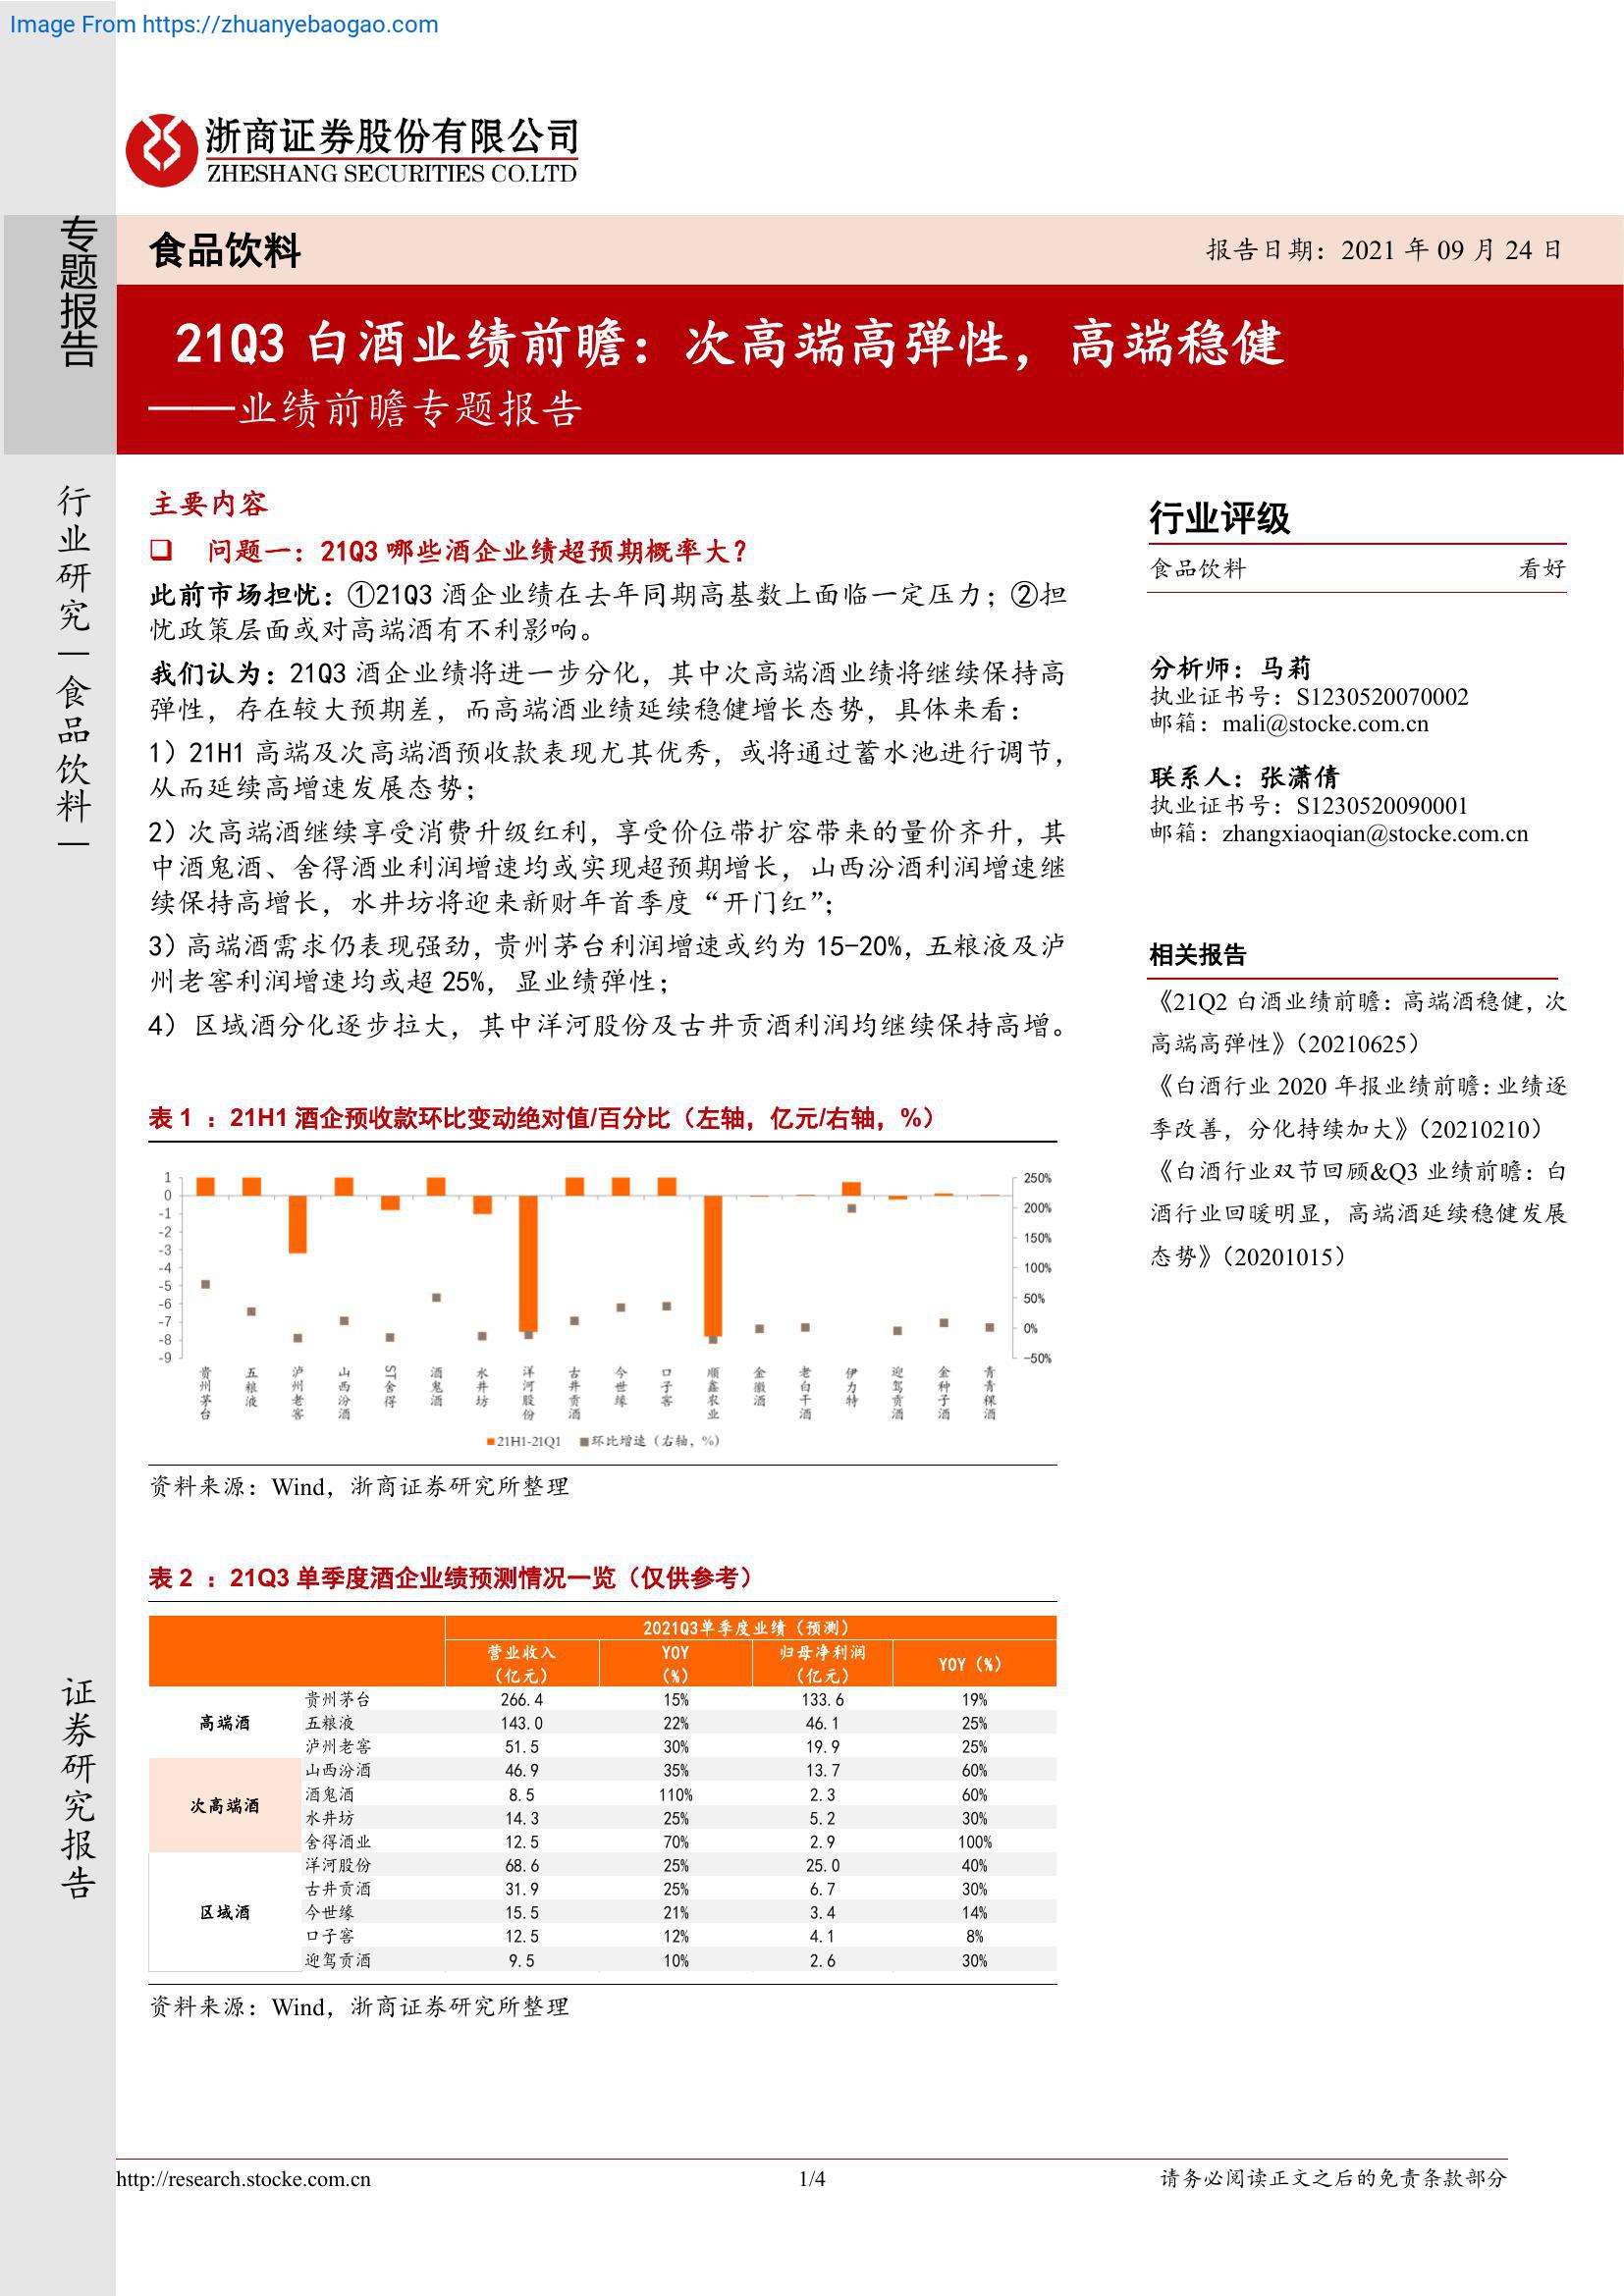 Image From https://zhuanyebaogao.com
浙商证券股份有限公司
ZHESHANG SECURITIES CO.LTD
专题报告
食品饮料
报告日期：2021 年 09 月 24 日
21Q3 白酒业绩前瞻：次高端高弹性，高端稳健
——业绩前瞻专题报告
行业研究—食品饮料—
证券研究报告
主要内容
❑ 问题一：21Q3 哪些酒企业绩超预期概率大？
此前市场担忧：①21Q3 酒企业绩在去年同期高基数上面临一定压力；②担
忧政策层面或对高端酒有不利影响。
我们认为：21Q3 酒企业绩将进一步分化，其中次高端酒业绩将继续保持高
弹性，存在较大预期差，而高端酒业绩延续稳健增长态势，具体来看：
1）21H1 高端及次高端酒预收款表现尤其优秀，或将通过蓄水池进行调节，
从而延续高增速发展态势；
2）次高端酒继续享受消费升级红利，享受价位带扩容带来的量价齐升，其
中酒鬼酒、舍得酒业利润增速均或实现超预期增长，山西汾酒利润增速继
续保持高增长，水井坊将迎来新财年首季度“开门红”；
3）高端酒需求仍表现强劲，贵州茅台利润增速或约为 15-20%，五粮液及泸
州老窖利润增速均或超 25%，显业绩弹性；
4）区域酒分化逐步拉大，其中洋河股份及古井贡酒利润均继续保持高增。
表 1 ：21H1 酒企预收款环比变动绝对值/百分比（左轴，亿元/右轴，%）
1
0
-1
-2
-3
-4
-5
-6
-7
-8
-9
250%
200%
150%
100%
50%
0%
-50%
贵州茅台
五粮液
泸州老窖
山西汾酒
ST舍得
酒鬼酒
水井坊
洋河股份
古井贡酒
今世缘
口子窖
顺鑫农业
金徽酒
老白干酒
伊力特
迎驾贡酒
金种子酒
青青稞酒
21H1-21Q1 环比增速（右轴，%）
资料来源：Wind，浙商证券研究所整理
表 2 ：21Q3 单季度酒企业绩预测情况一览（仅供参考）
2021Q3单季度业绩（预测）
营业收入（亿元） YOY（%） 归母净利润（亿元） YOY（%）
高端酒
贵州茅台 266.4 15% 133.6 19%
五粮液 143.0 22% 46.1 25%
泸州老窖 51.5 30% 19.9 25%
次高端酒
山西汾酒 46.9 35% 13.7 60%
酒鬼酒 8.5 110% 2.3 60%
水井坊 14.3 25% 5.2 30%
舍得酒业 12.5 70% 2.9 100%
区域酒
洋河股份 68.6 25% 25.0 40%
古井贡酒 31.9 25% 6.7 30%
今世缘 15.5 21% 3.4 14%
口子窖 12.5 12% 4.1 8%
迎驾贡酒 9.5 10% 2.6 30%
资料来源：Wind，浙商证券研究所整理
行业评级
食品饮料 看好
分析师：马莉
执业证书号：S1230520070002
邮箱：mali@stocke.com.cn
联系人：张潇倩
执业证书号：S1230520090001
邮箱：zhangxiaoqian@stocke.com.cn
相关报告
《21Q2 白酒业绩前瞻：高端酒稳健，次
高端高弹性》（20210625）
《白酒行业 2020 年报业绩前瞻：业绩逐
季改善，分化持续加大》（20210210）
《白酒行业双节回顾&Q3 业绩前瞻：白
酒行业回暖明显，高端酒延续稳健发展
态势》（20201015）
http://research.stocke.com.cn
1/4
请务必阅读正文之后的免责条款部分